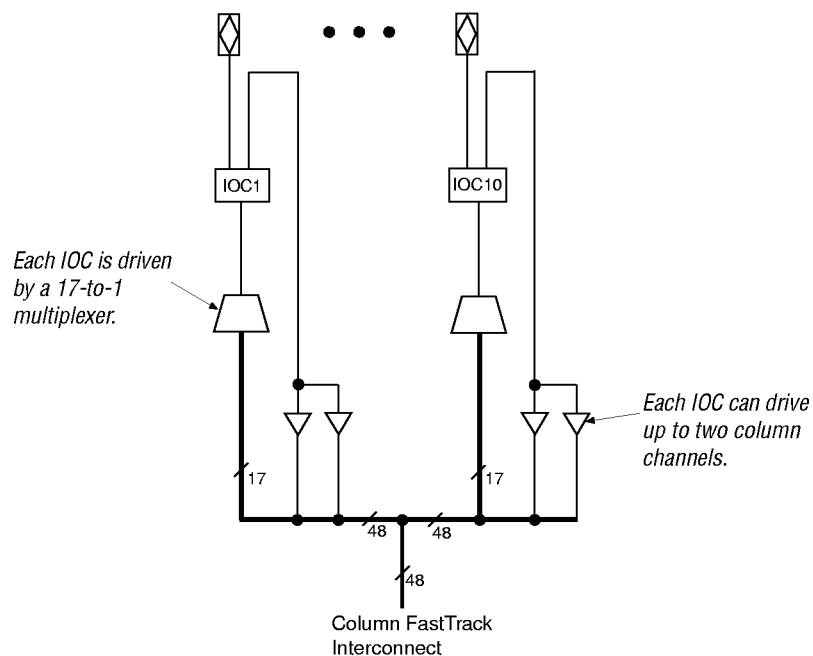 IOC1
IOC10
Each IOC is driven
by a 17-to-1
multiplexer.
Each IOC can drive
up to two column
channels.
17
17
48
48
48
Column FastTrack
Interconnect